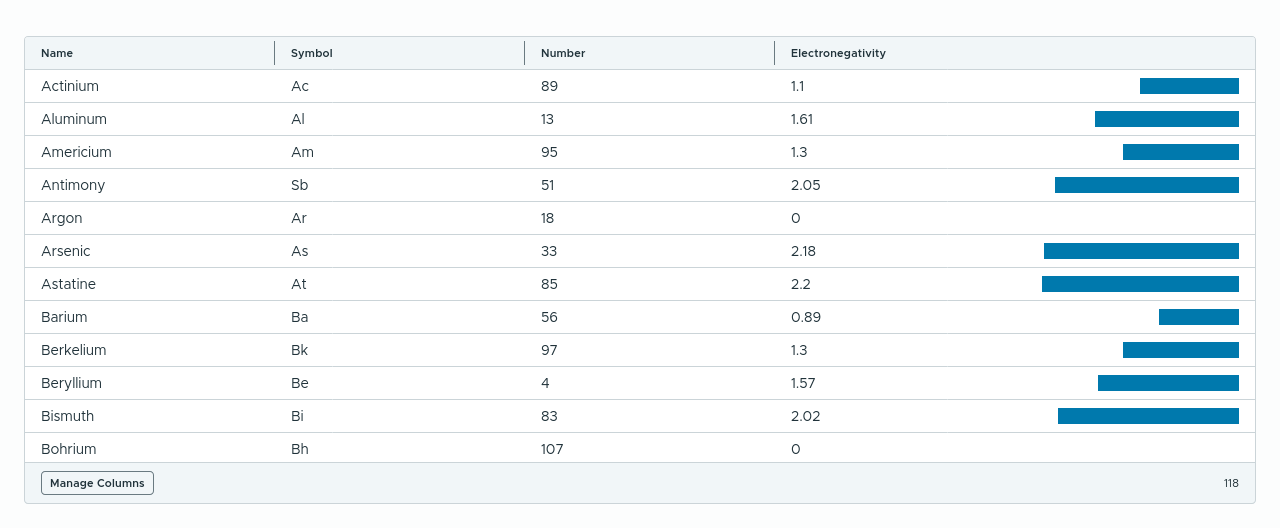 Name Symbol Number Electronegativity
Actinium Ac 89 1.1
Aluminum Al 13 1.61
Americium Am 95 1.3
Antimony Sb 51 2.05
Argon Ar 18 0
Arsenic As 33 2.18
Astatine At 85 2.2
Barium Ba 56 0.89
Berkelium Bk 97 1.3
Beryllium Be 4 1.57
Bismuth Bi 83 2.02
Bohrium Bh 107 0
Manage Columns 118